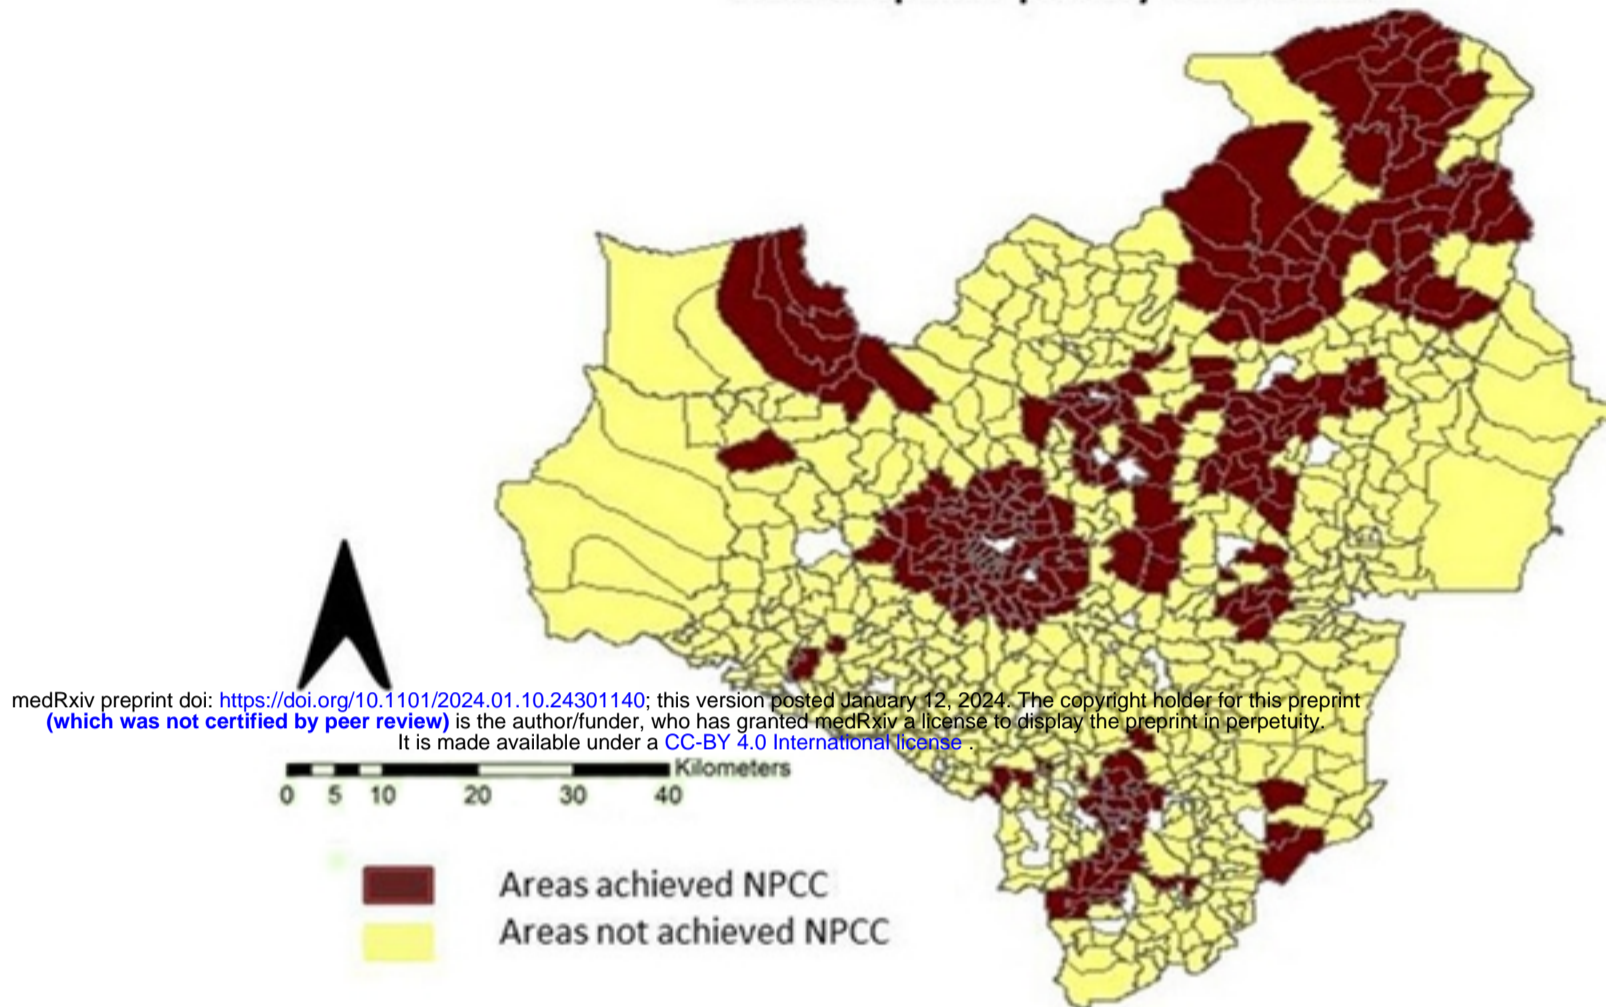 medRxiv preprint doi: https://doi.org/10.1101/2024.01.10.24301140; this version posted January 12, 2024. The copyright holder for this preprint
(which was not certified by peer review) is the author/funder, who has granted medRxiv a license to display the preprint in perpetuity.
It is made available under a CC-BY 4.0 International license .
Kilometers
0 5 10 20 30 40
Areas achieved NPCC
Areas not achieved NPCC